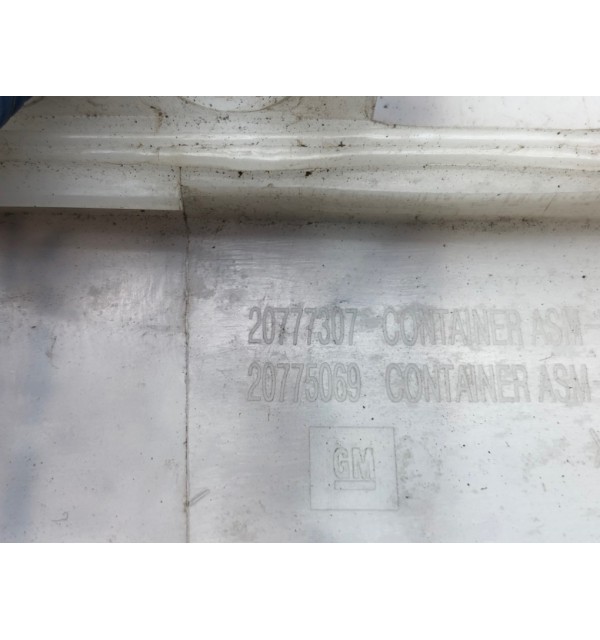 20777307 CONTAINER ASM
20775069 CONTAINER ASM
GM